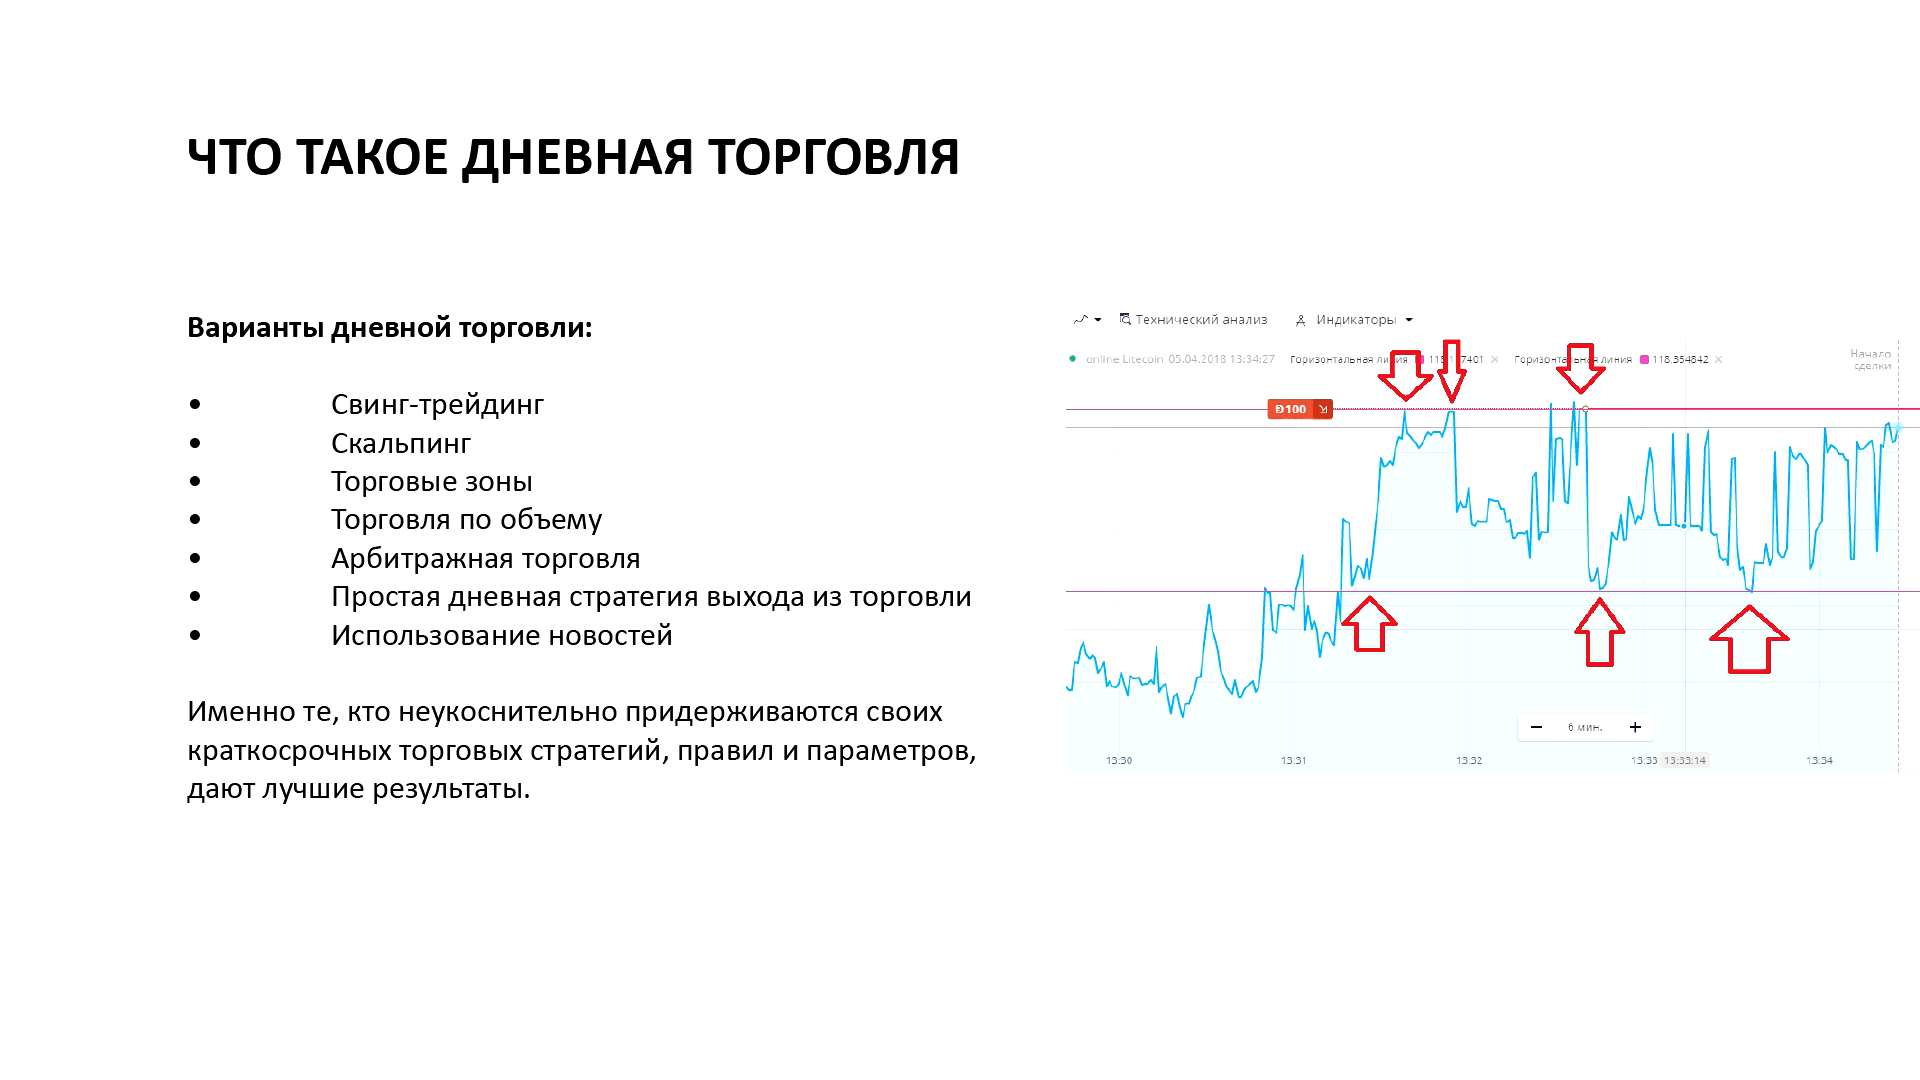 ЧТО ТАКОЕ ДНЕВНАЯ ТОРГОВЛЯ
Варианты дневной торговли:
• Свинг-трейдинг
• Скальпинг
• Торговые зоны
• Торговля по объему
• Арбитражная торговля
• Простая дневная стратегия выхода из торговли
• Использование новостей
Именно те, кто неукоснительно придерживаются своих
краткосрочных торговых стратегий, правил и параметров,
дают лучшие результаты.
Технический анализ Индикаторы
online Litecoin 05.04.2018 13:34:27 Горизонтальная линия Горизонтальная линия 118.354842
Начало
сделки
Ð100
− 6 мин. +
13:30 13:31 13:32 13:33 13:33:14 13:34